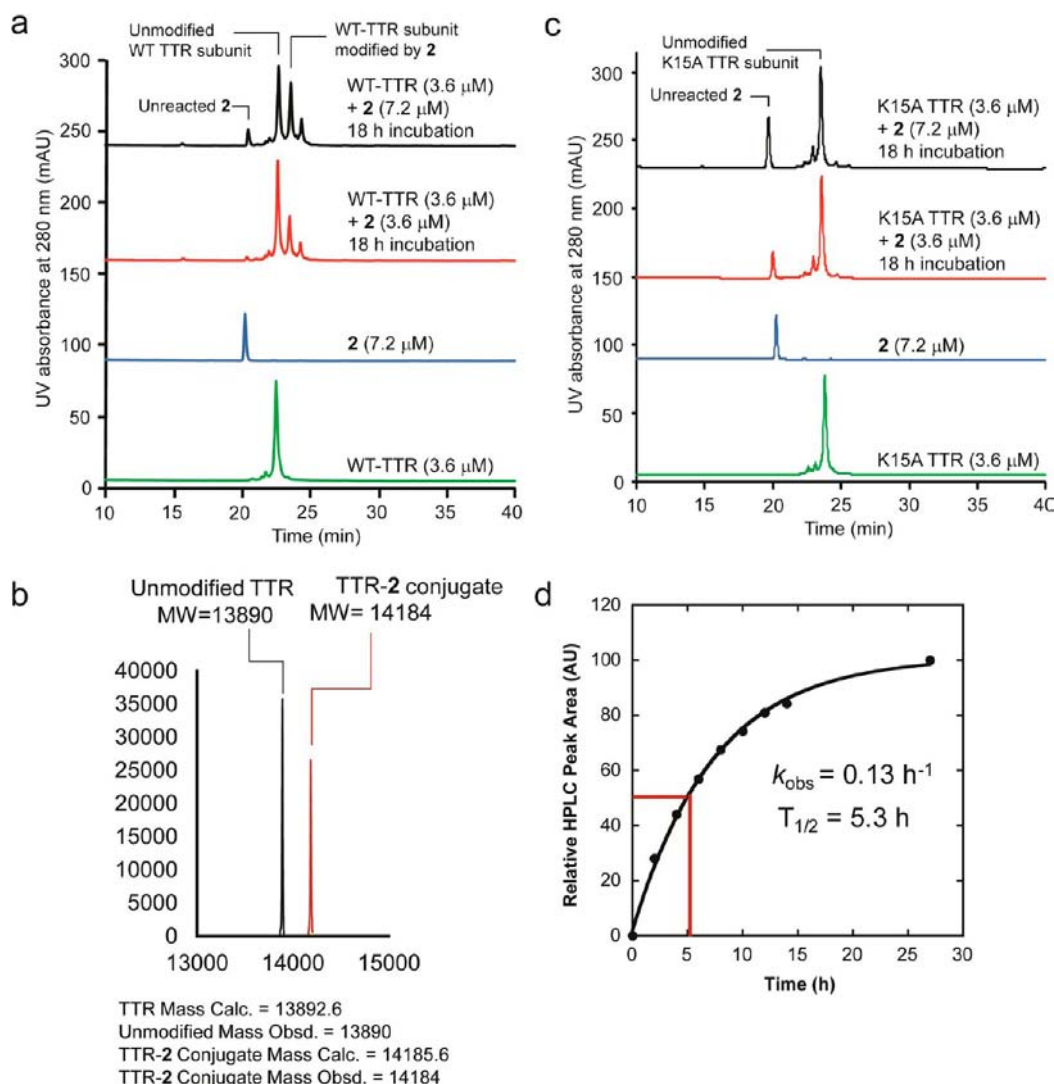 a
Unmodified
WT TTR subunit
WT-TTR subunit
modified by 2
Unreacted 2
WT-TTR (3.6 μM)
+ 2 (7.2 μM)
18 h incubation
WT-TTR (3.6 μM)
+ 2 (3.6 μM)
18 h incubation
2 (7.2 μM)
WT-TTR (3.6 μM)
UV absorbance at 280 nm (mAU)
300
250
200
150
100
50
0
10 15 20 25 30 35 40
Time (min)
c
Unmodified
K15A TTR subunit
Unreacted 2
K15A TTR (3.6 μM)
+ 2 (7.2 μM)
18 h incubation
K15A TTR (3.6 μM)
+ 2 (3.6 μM)
18 h incubation
2 (7.2 μM)
K15A TTR (3.6 μM)
UV absorbance at 280 nm (mAU)
300
250
200
150
100
50
0
10 15 20 25 30 35 40
Time (min)
b
Unmodified TTR
MW=13890
TTR-2 conjugate
MW= 14184
40000
35000
30000
25000
20000
15000
10000
5000
0
13000 14000 15000
TTR Mass Calc. = 13892.6
Unmodified Mass Obsd. = 13890
TTR-2 Conjugate Mass Calc. = 14185.6
TTR-2 Conjugate Mass Obsd. = 14184
d
Relative HPLC Peak Area (AU)
120
100
80
60
40
20
0
kobs = 0.13 h-1
T1/2 = 5.3 h
0 5 10 15 20 25 30
Time (h)